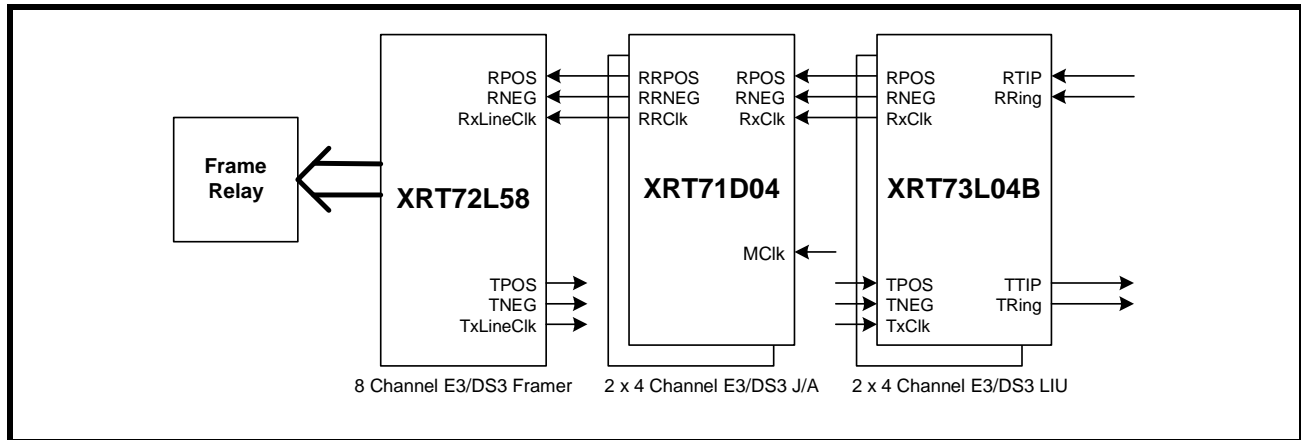 Frame
Relay
RPOS
RNEG
RxLineClk
XRT72L58
TPOS
TNEG
TxLineClk
8 Channel E3/DS3 Framer
RRPOS
RRNEG
RRClk
RPOS
RNEG
RxClk
XRT71D04
MClk
2 x 4 Channel E3/DS3 J/A
RPOS
RNEG
RxClk
RTIP
RRing
XRT73L04B
TPOS
TNEG
TxClk
TTIP
TRing
2 x 4 Channel E3/DS3 LIU